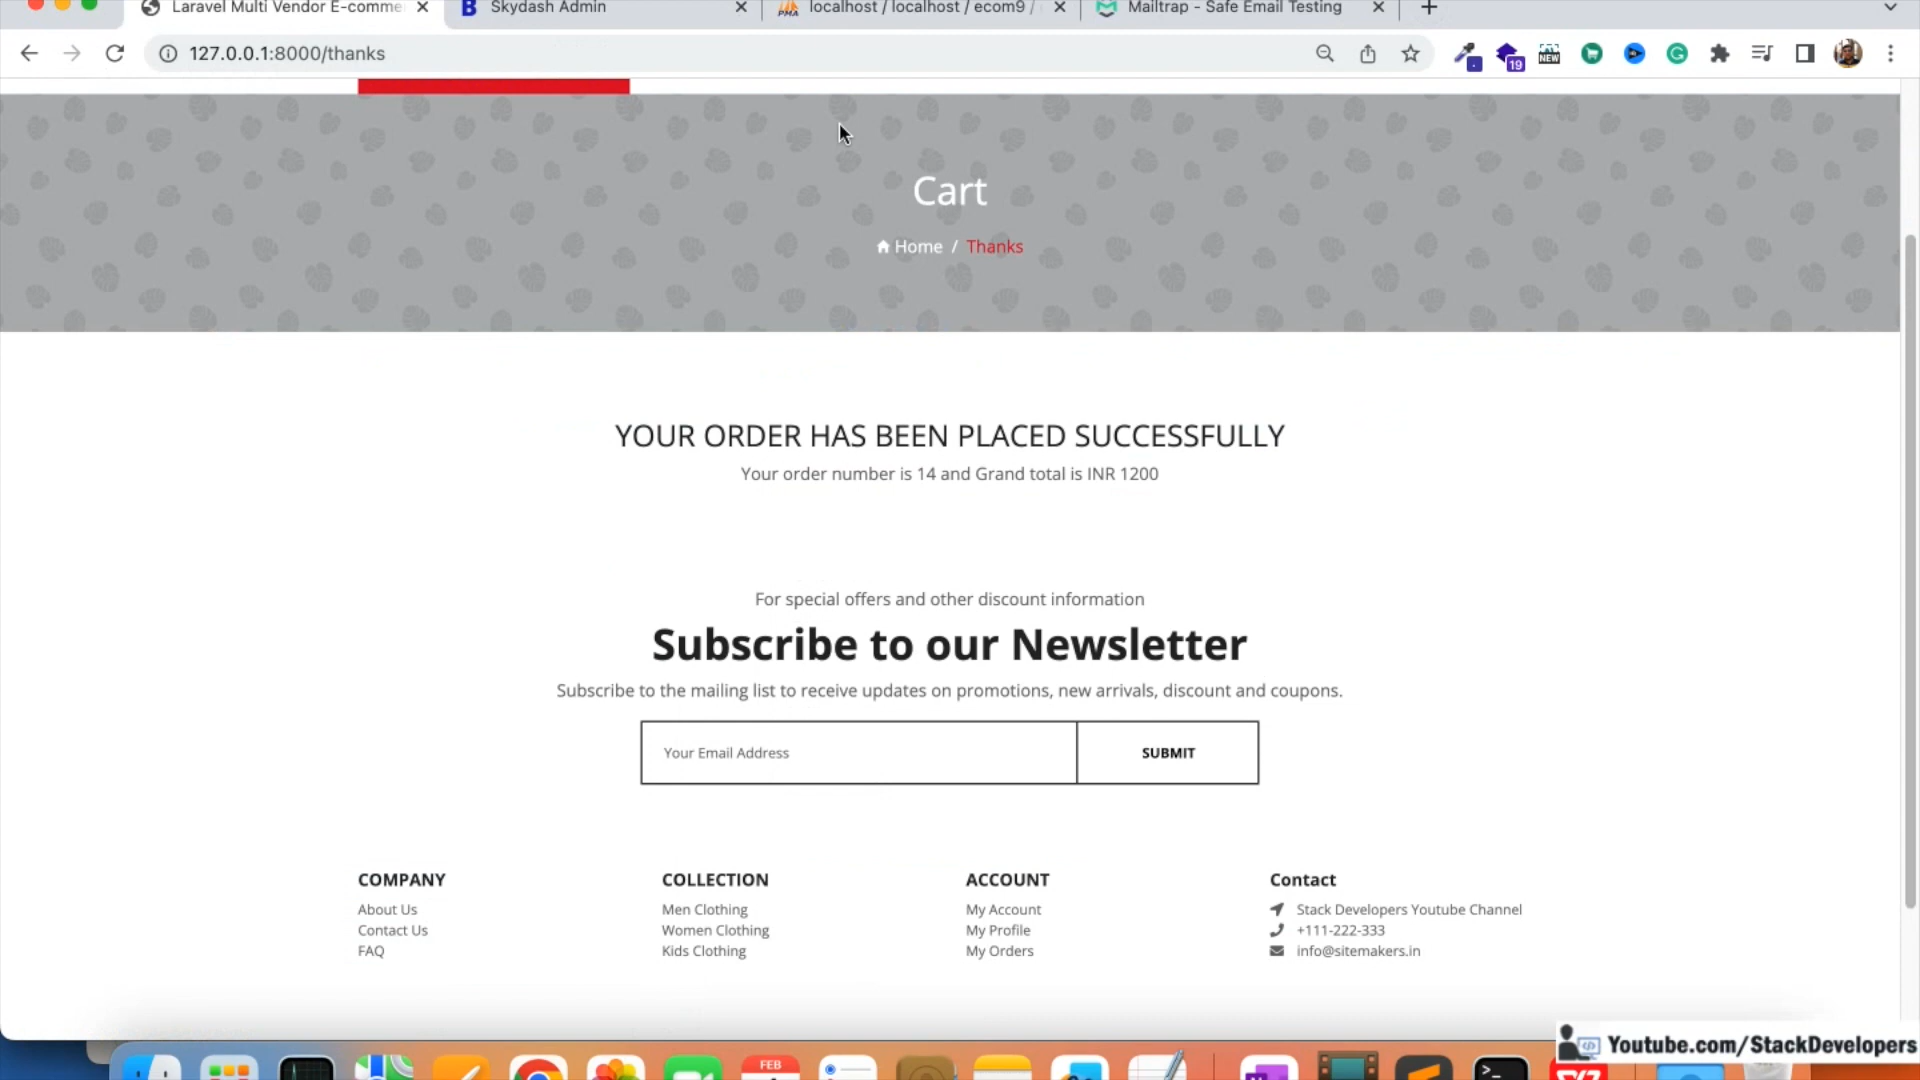 Laravel Multi Vendor E-comme
Skydash Admin
localhost / localhost / ecom9 /
Mailtrap - Safe Email Testing
127.0.0.1:8000/thanks
19
NEW
Cart
Home / Thanks
YOUR ORDER HAS BEEN PLACED SUCCESSFULLY
Your order number is 14 and Grand total is INR 1200
For special offers and other discount information
Subscribe to our Newsletter
Subscribe to the mailing list to receive updates on promotions, new arrivals, discount and coupons.
Your Email Address
SUBMIT
COMPANY
About Us
Contact Us
FAQ
COLLECTION
Men Clothing
Women Clothing
Kids Clothing
ACCOUNT
My Account
My Profile
My Orders
Contact
Stack Developers Youtube Channel
+111-222-333
info@sitemakers.in
FEB
Youtube.com/StackDevelopers